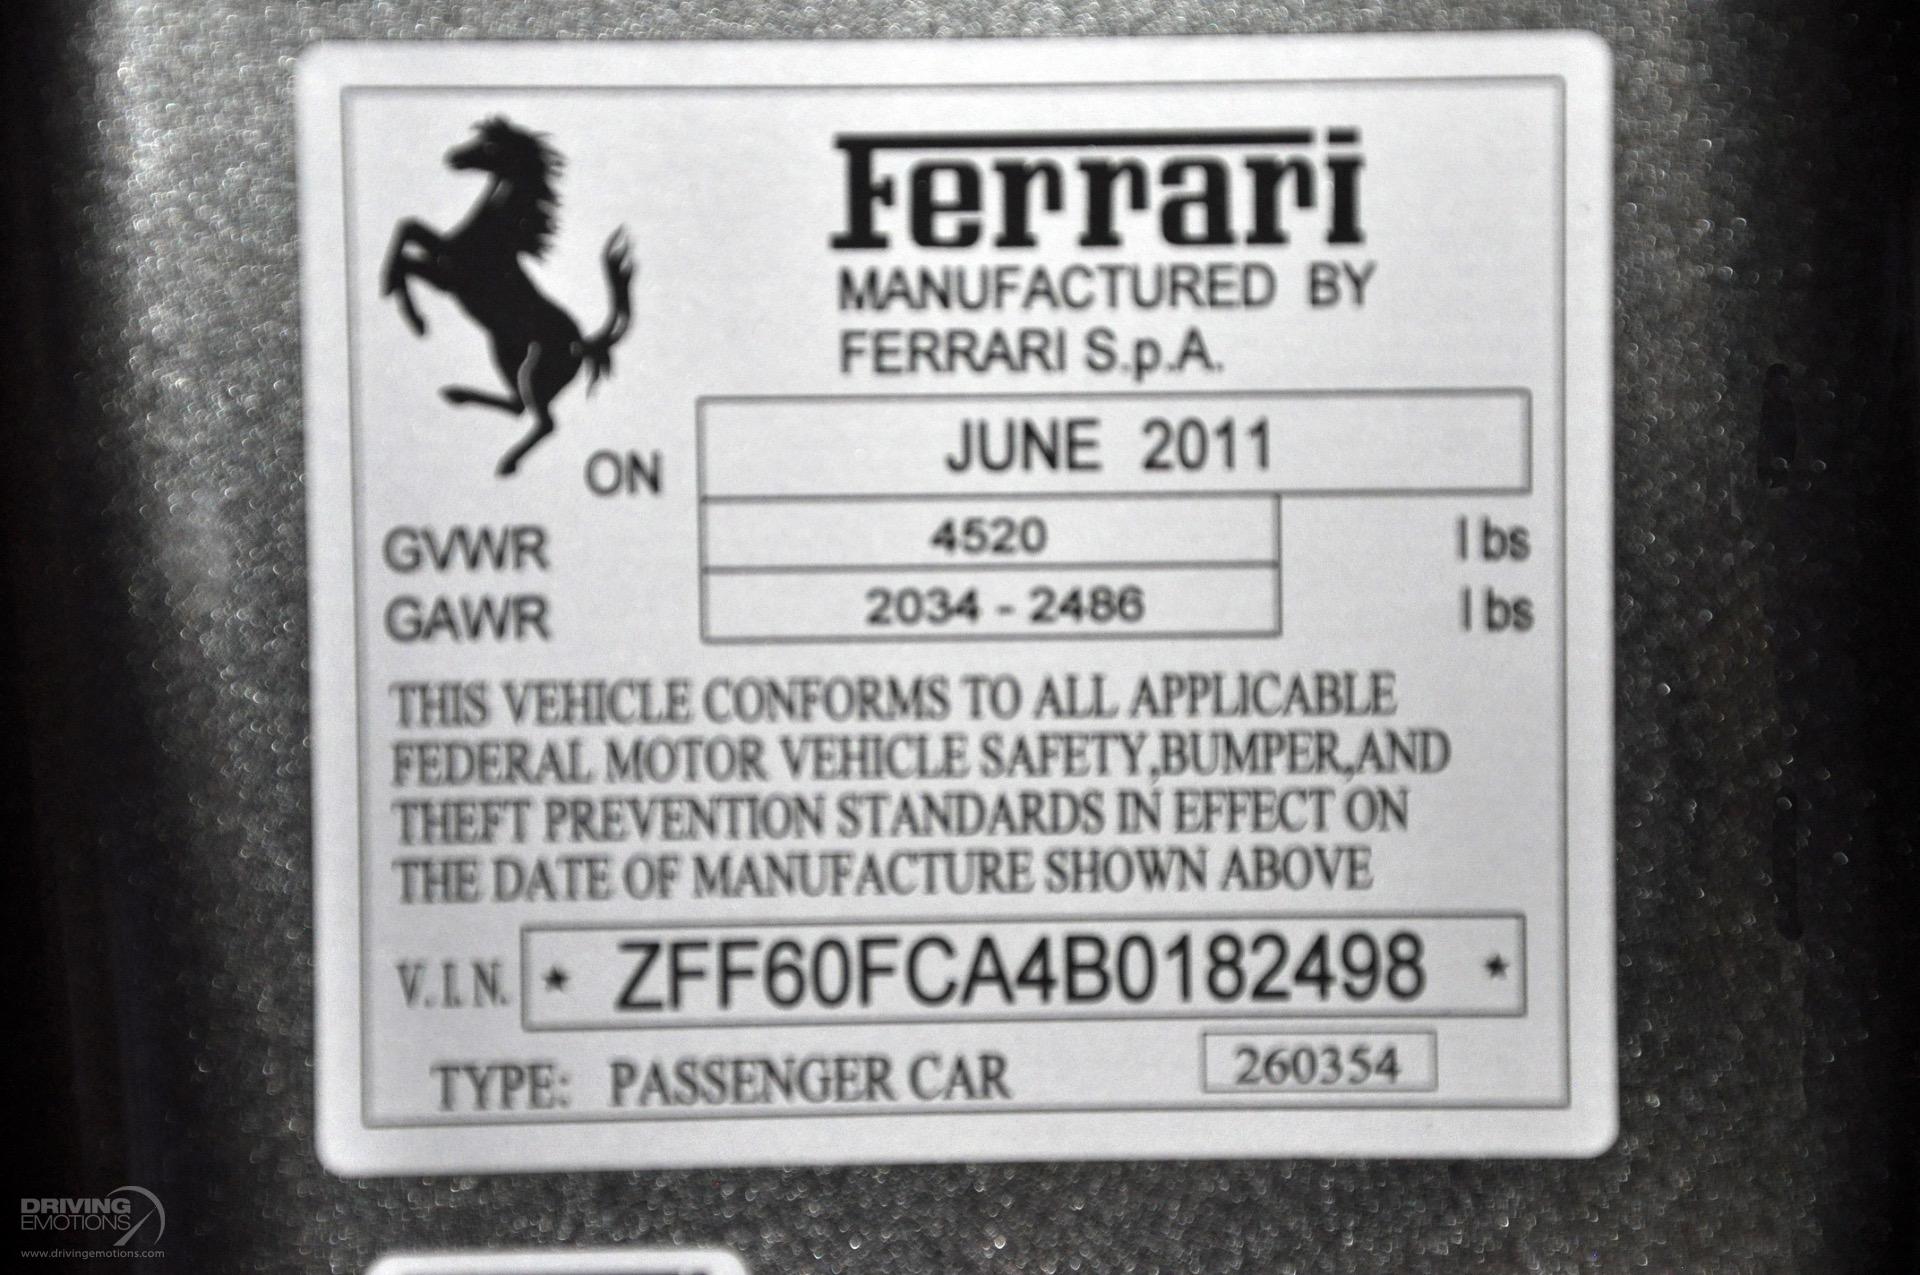 Ferrari
MANUFACTURED BY
FERRARI S.p.A.
ON JUNE 2011
GVWR 4520 lbs
GAWR 2034 - 2486 lbs
THIS VEHICLE CONFORMS TO ALL APPLICABLE
FEDERAL MOTOR VEHICLE SAFETY,BUMPER,AND
THEFT PREVENTION STANDARDS IN EFFECT ON
THE DATE OF MANUFACTURE SHOWN ABOVE
V.I.N. * ZFF60FCA4B0182498 *
TYPE: PASSENGER CAR 260354
DRIVING
EMOTIONS
www.drivingemotions.com